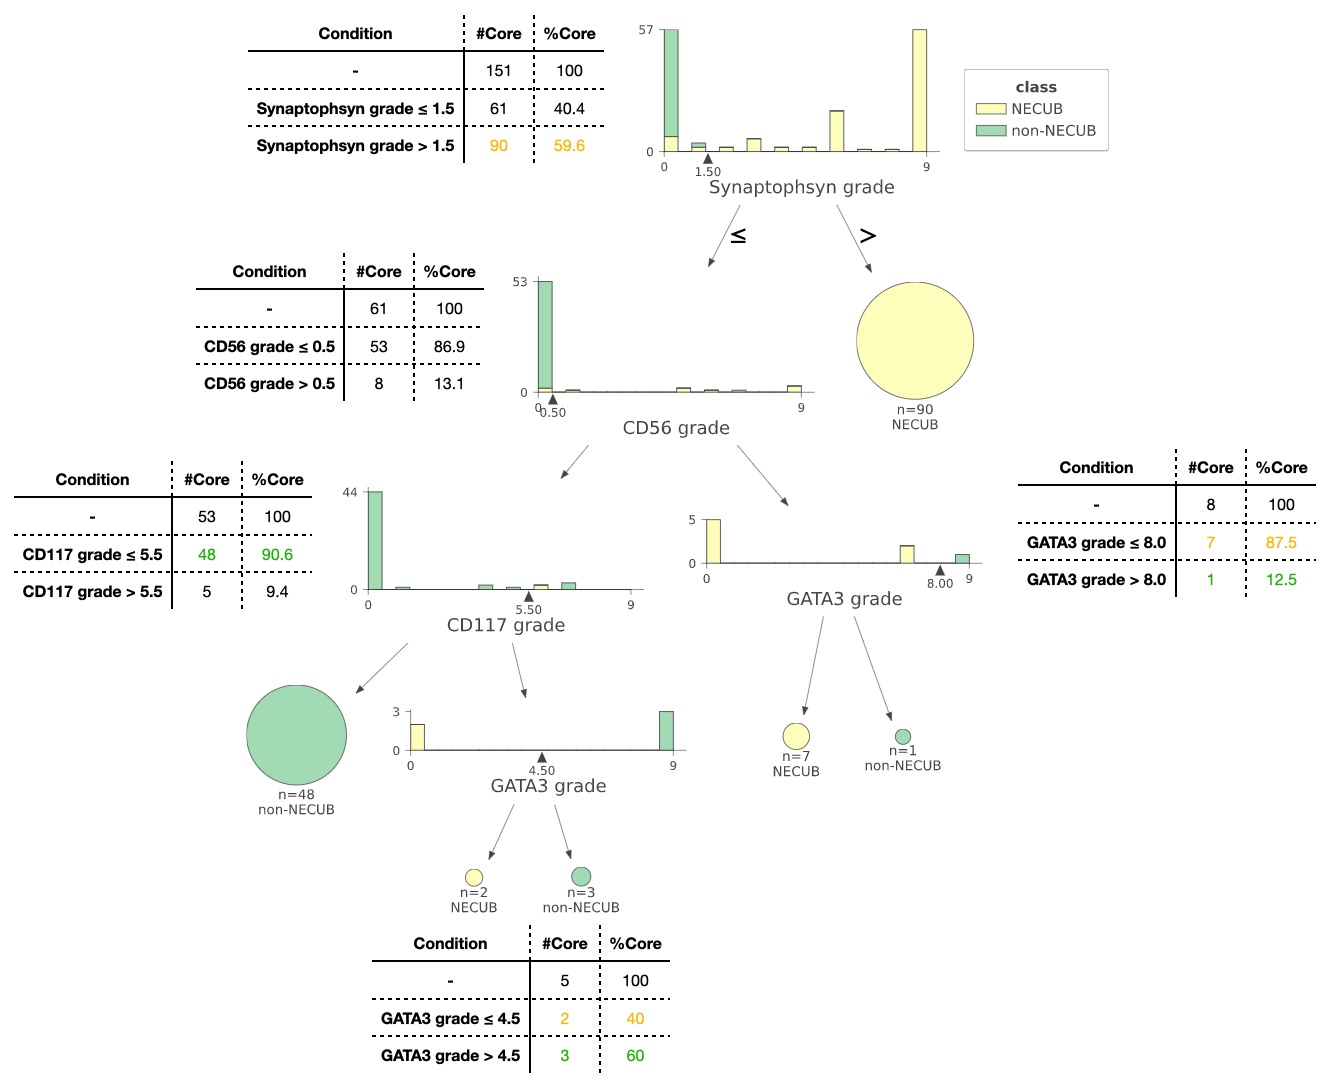 Condition #Core %Core
- 151 100
Synaptophsyn grade ≤ 1.5 61 40.4
Synaptophsyn grade > 1.5 90 59.6
57
0
0 1.50 9
Synaptophsyn grade
class
NECUB
non-NECUB
≤ >
Condition #Core %Core
- 61 100
CD56 grade ≤ 0.5 53 86.9
CD56 grade > 0.5 8 13.1
53
0
0 0.50 9
CD56 grade
n=90
NECUB
Condition #Core %Core
- 53 100
CD117 grade ≤ 5.5 48 90.6
CD117 grade > 5.5 5 9.4
44
0
0 5.50 9
CD117 grade
5
0
0 8.00 9
GATA3 grade
Condition #Core %Core
- 8 100
GATA3 grade ≤ 8.0 7 87.5
GATA3 grade > 8.0 1 12.5
n=48
non-NECUB
3
0
0 4.50 9
GATA3 grade
n=7
NECUB
n=1
non-NECUB
n=2
NECUB
n=3
non-NECUB
Condition #Core %Core
- 5 100
GATA3 grade ≤ 4.5 2 40
GATA3 grade > 4.5 3 60